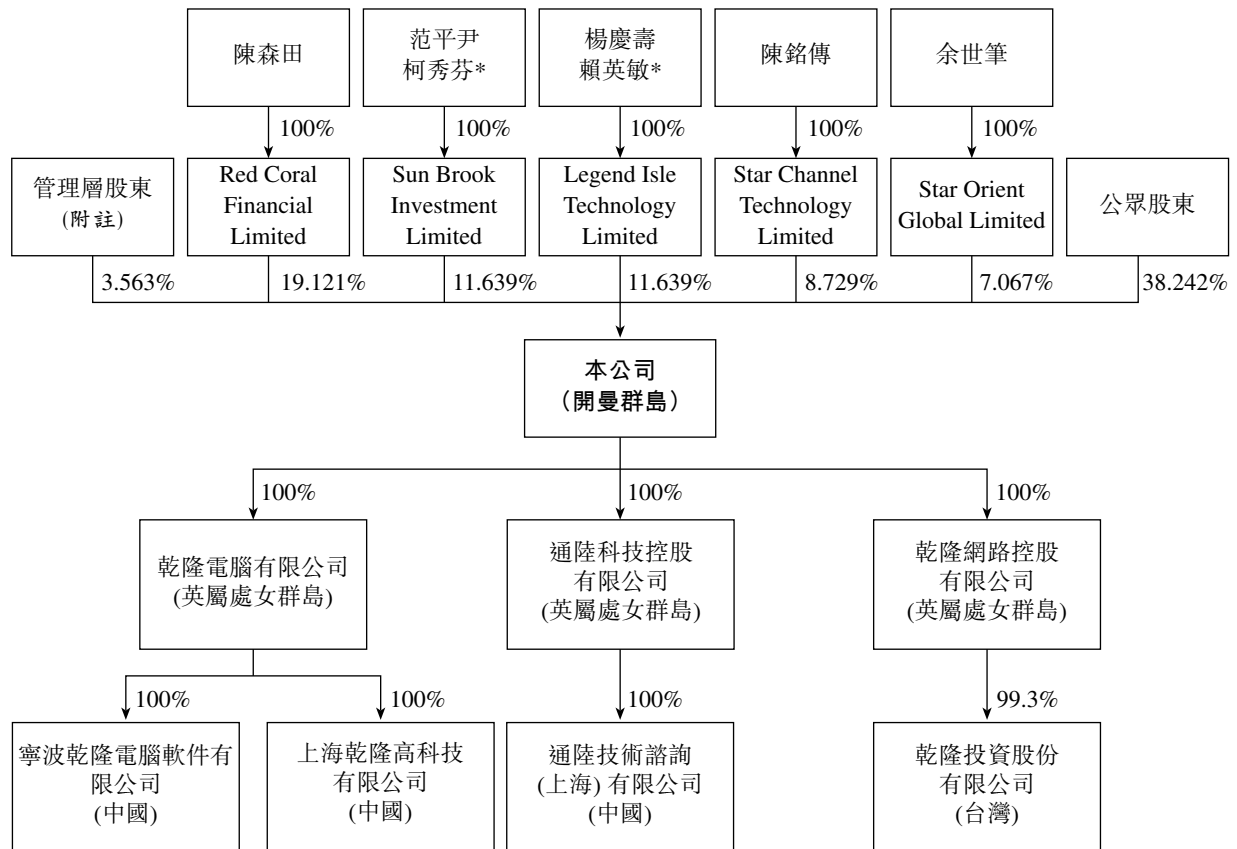 陳森田
范平尹
柯秀芬*
楊慶壽
賴英敏*
陳銘傳
余世筆
100%
100%
100%
100%
100%
管理層股東
(附註)
Red Coral
Financial
Limited
Sun Brook
Investment
Limited
Legend Isle
Technology
Limited
Star Channel
Technology
Limited
Star Orient
Global Limited
公眾股東
3.563%
19.121%
11.639%
11.639%
8.729%
7.067%
38.242%
本公司
(開曼群島)
100%
100%
100%
乾隆電腦有限公司
(英屬處女群島)
通陸科技控股
有限公司
(英屬處女群島)
乾隆網路控股
有限公司
(英屬處女群島)
100%
100%
100%
99.3%
寧波乾隆電腦軟件有
限公司
(中國)
上海乾隆高科技
有限公司
(中國)
通陸技術諮詢
(上海) 有限公司
(中國)
乾隆投資股份
有限公司
(台灣)